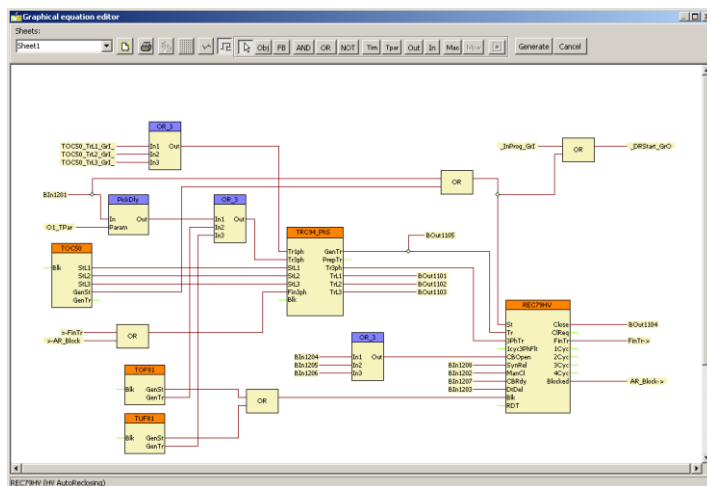 Graphical equation editor
Sheets:
Sheet1
Obj FB AND OR NOT Tim Tpar Out In Mac Generate Cancel
OR_3
TOC50_TrL1_GrI_ In1 Out
TOC50_TrL2_GrI_ In2
TOC50_TrL3_GrI_ In3
_InProg_GrI OR _DRStart_GrO
OR
BIn1201
PickDly
In Out
O1_TPar Param
OR_3
In1 Out
In2
In3
TRC94_PhS
Tr1ph GenTr
Tr3ph PrepTr
StL1 Tr3ph
StL2 TrL1
StL3 TrL2
Fin3ph TrL3
Blk
BOut1105
BOut1101
BOut1102
BOut1103
TOC50
Blk StL1
StL2
StL3
GenSt
GenTr
>-FinTr
>-AR_Block
OR
OR_3
BIn1204 In1 Out
BIn1205 In2
BIn1206 In3
REC79HV
St Close BOut1104
Tr ClReq
3PhTr FinTr FinTr->
1cyc3PhFlt 1Cyc
CBOpen 2Cyc
BIn1208 SynRel 3Cyc
BIn1202 ManCl 4Cyc
BIn1207 CBRdy Blocked AR_Block->
BIn1203 DtDel
Blk
RDT
TOF81
Blk GenSt
GenTr
OR
TUF81
Blk GenSt
GenTr
REC79HV (HV AutoReclosing)